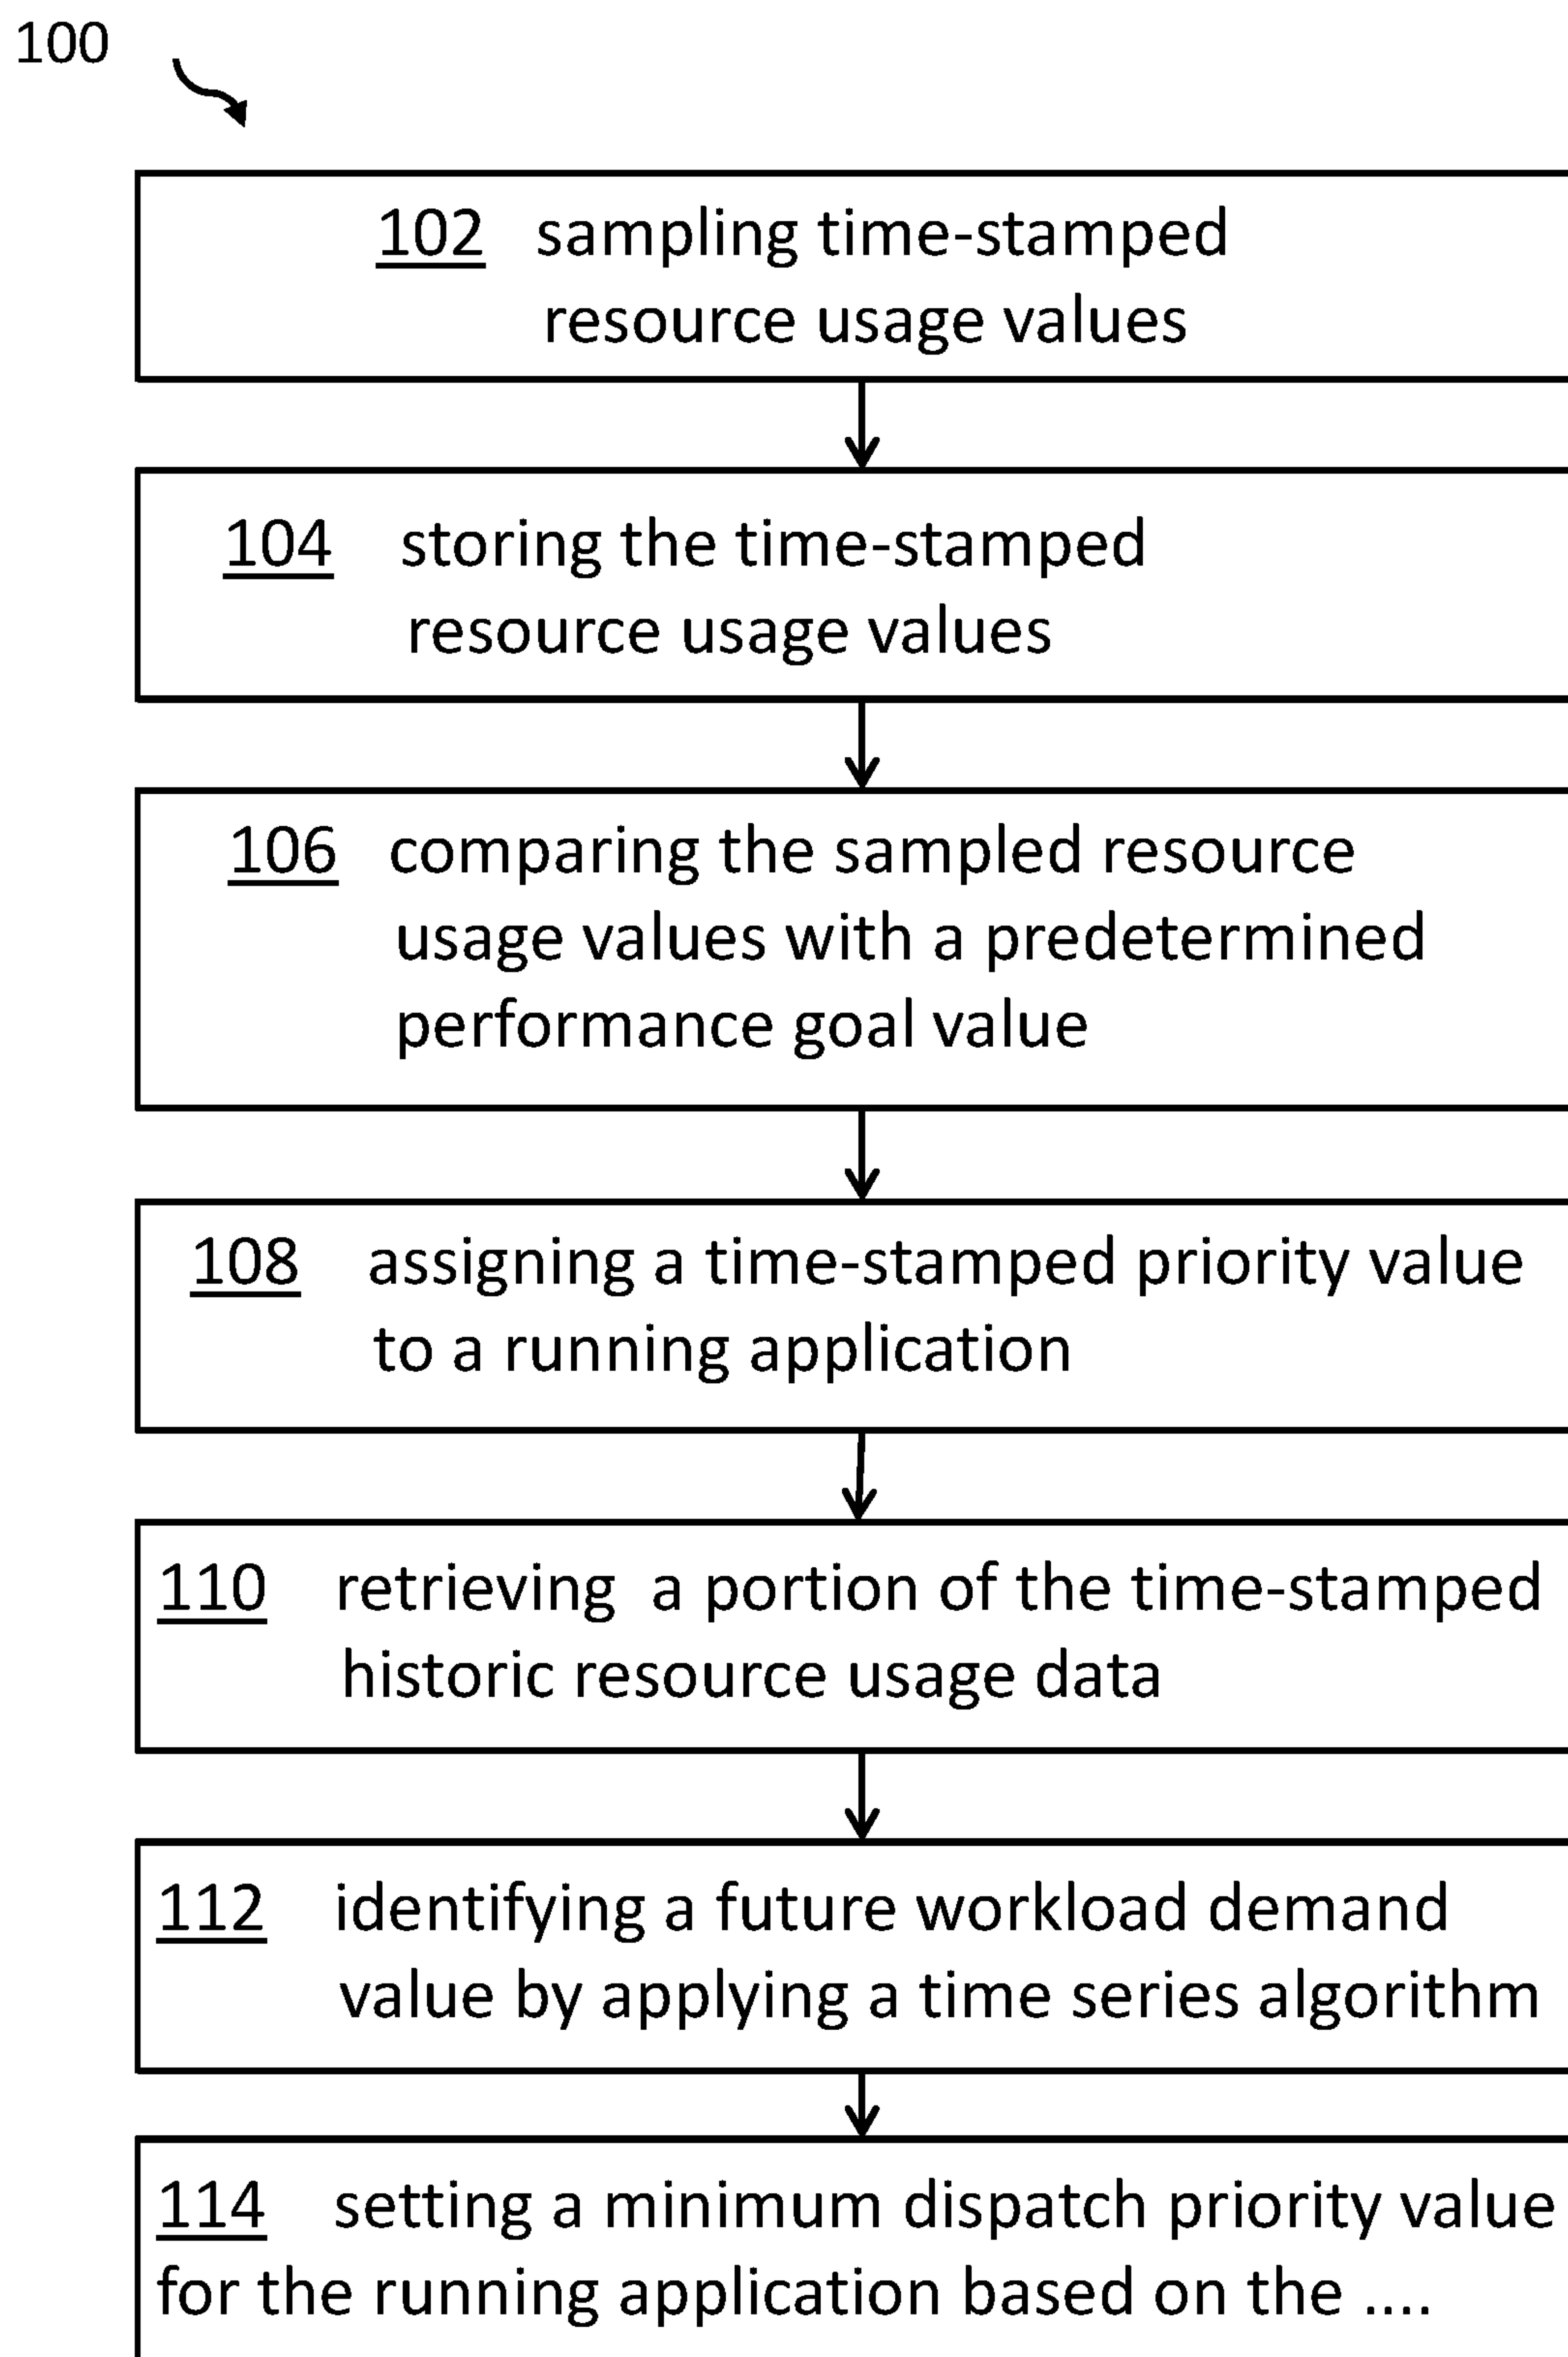 100
102 sampling time-stamped
resource usage values
104 storing the time-stamped
resource usage values
106 comparing the sampled resource
usage values with a predetermined
performance goal value
108 assigning a time-stamped priority value
to a running application
110 retrieving a portion of the time-stamped
historic resource usage data
112 identifying a future workload demand
value by applying a time series algorithm
114 setting a minimum dispatch priority value
for the running application based on the ....